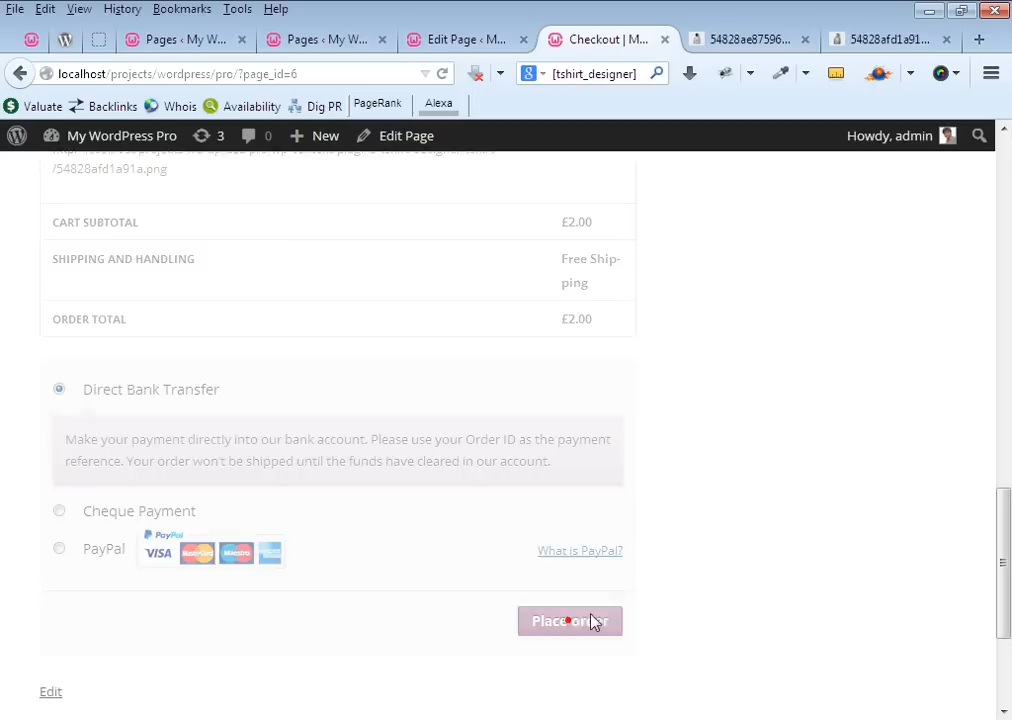 File Edit View History Bookmarks Tools Help
Pages ‹ My W... Pages ‹ My W... Edit Page ‹ M... Checkout | M... 54828ae87596... 54828afd1a91...
localhost/projects/wordpress/pro/?page_id=6 [tshirt_designer]
Valuate Backlinks Whois Availability Dig PR PageRank Alexa
My WordPress Pro 3 0 New Edit Page Howdy, admin
/54828afd1a91a.png
CART SUBTOTAL £2.00
SHIPPING AND HANDLING Free Ship-
ping
ORDER TOTAL £2.00
Direct Bank Transfer
Make your payment directly into our bank account. Please use your Order ID as the payment
reference. Your order won't be shipped until the funds have cleared in our account.
Cheque Payment
PayPal
PayPal VISA MasterCard Maestro What is PayPal?
Place order
Edit